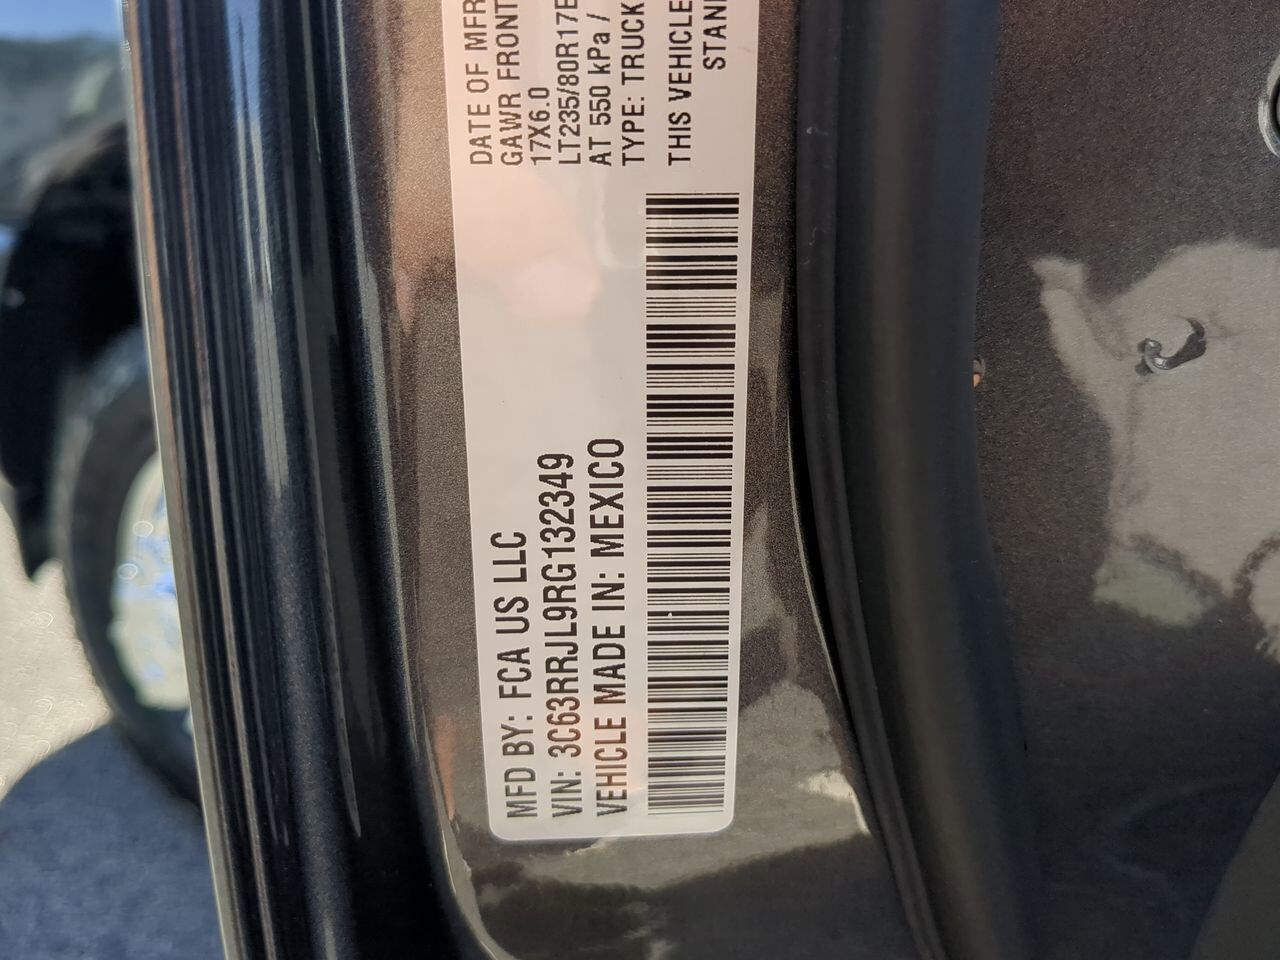 MFD BY: FCA US LLC
VIN: 3C63RRJL9RG132349
VEHICLE MADE IN: MEXICO
DATE OF MFR
GAWR FRONT
17X6.0
LT235/80R17E
AT 550 kPa /
TYPE: TRUCK
THIS VEHICLE
STAN